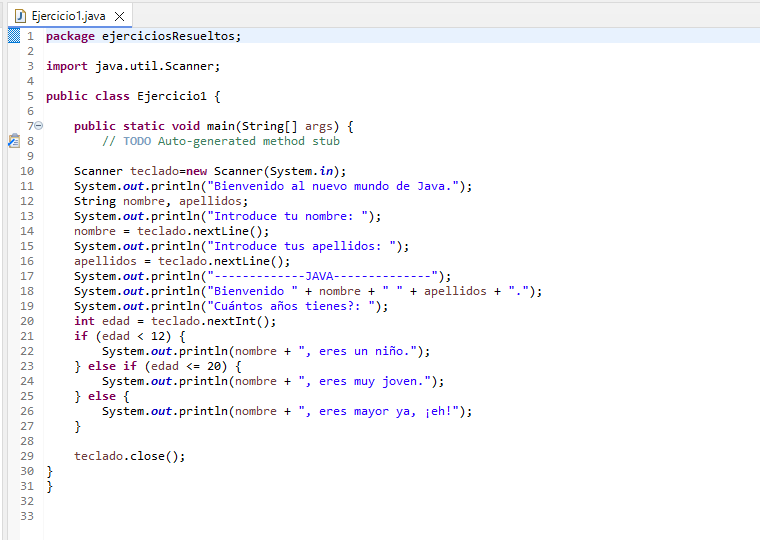 Ejercicio1.java
1 package ejerciciosResueltos;
2
3 import java.util.Scanner;
4
5 public class Ejercicio1 {
6
7     public static void main(String[] args) {
8         // TODO Auto-generated method stub
9
10     Scanner teclado=new Scanner(System.in);
11     System.out.println("Bienvenido al nuevo mundo de Java.");
12     String nombre, apellidos;
13     System.out.println("Introduce tu nombre: ");
14     nombre = teclado.nextLine();
15     System.out.println("Introduce tus apellidos: ");
16     apellidos = teclado.nextLine();
17     System.out.println("-------------JAVA--------------");
18     System.out.println("Bienvenido " + nombre + " " + apellidos + ".");
19     System.out.println("Cuántos años tienes?: ");
20     int edad = teclado.nextInt();
21     if (edad < 12) {
22         System.out.println(nombre + ", eres un niño.");
23     } else if (edad <= 20) {
24         System.out.println(nombre + ", eres muy joven.");
25     } else {
26         System.out.println(nombre + ", eres mayor ya, ¡eh!");
27     }
28
29     teclado.close();
30 }
31 }
32
33